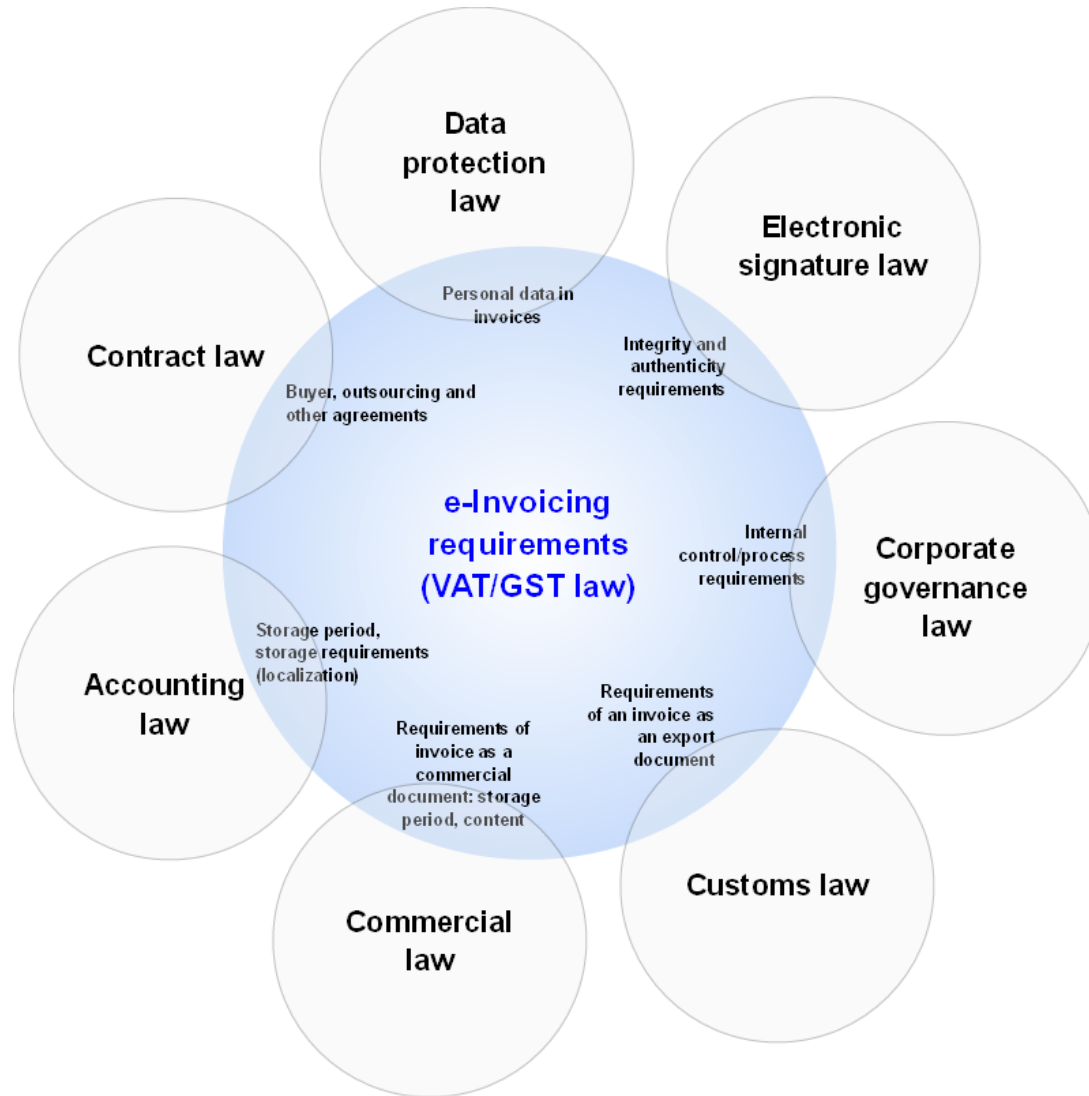 Data
protection
law
Electronic
signature law
Personal data in
invoices
Integrity and
authenticity
requirements
Contract law
Buyer, outsourcing and
other agreements
e-Invoicing
requirements
(VAT/GST law)
Internal
control/process
requirements
Corporate
governance
law
Storage period,
storage requirements
(localization)
Accounting
law
Requirements
of an invoice as
an export
document
Requirements of
invoice as a
commercial
document: storage
period, content
Customs law
Commercial
law